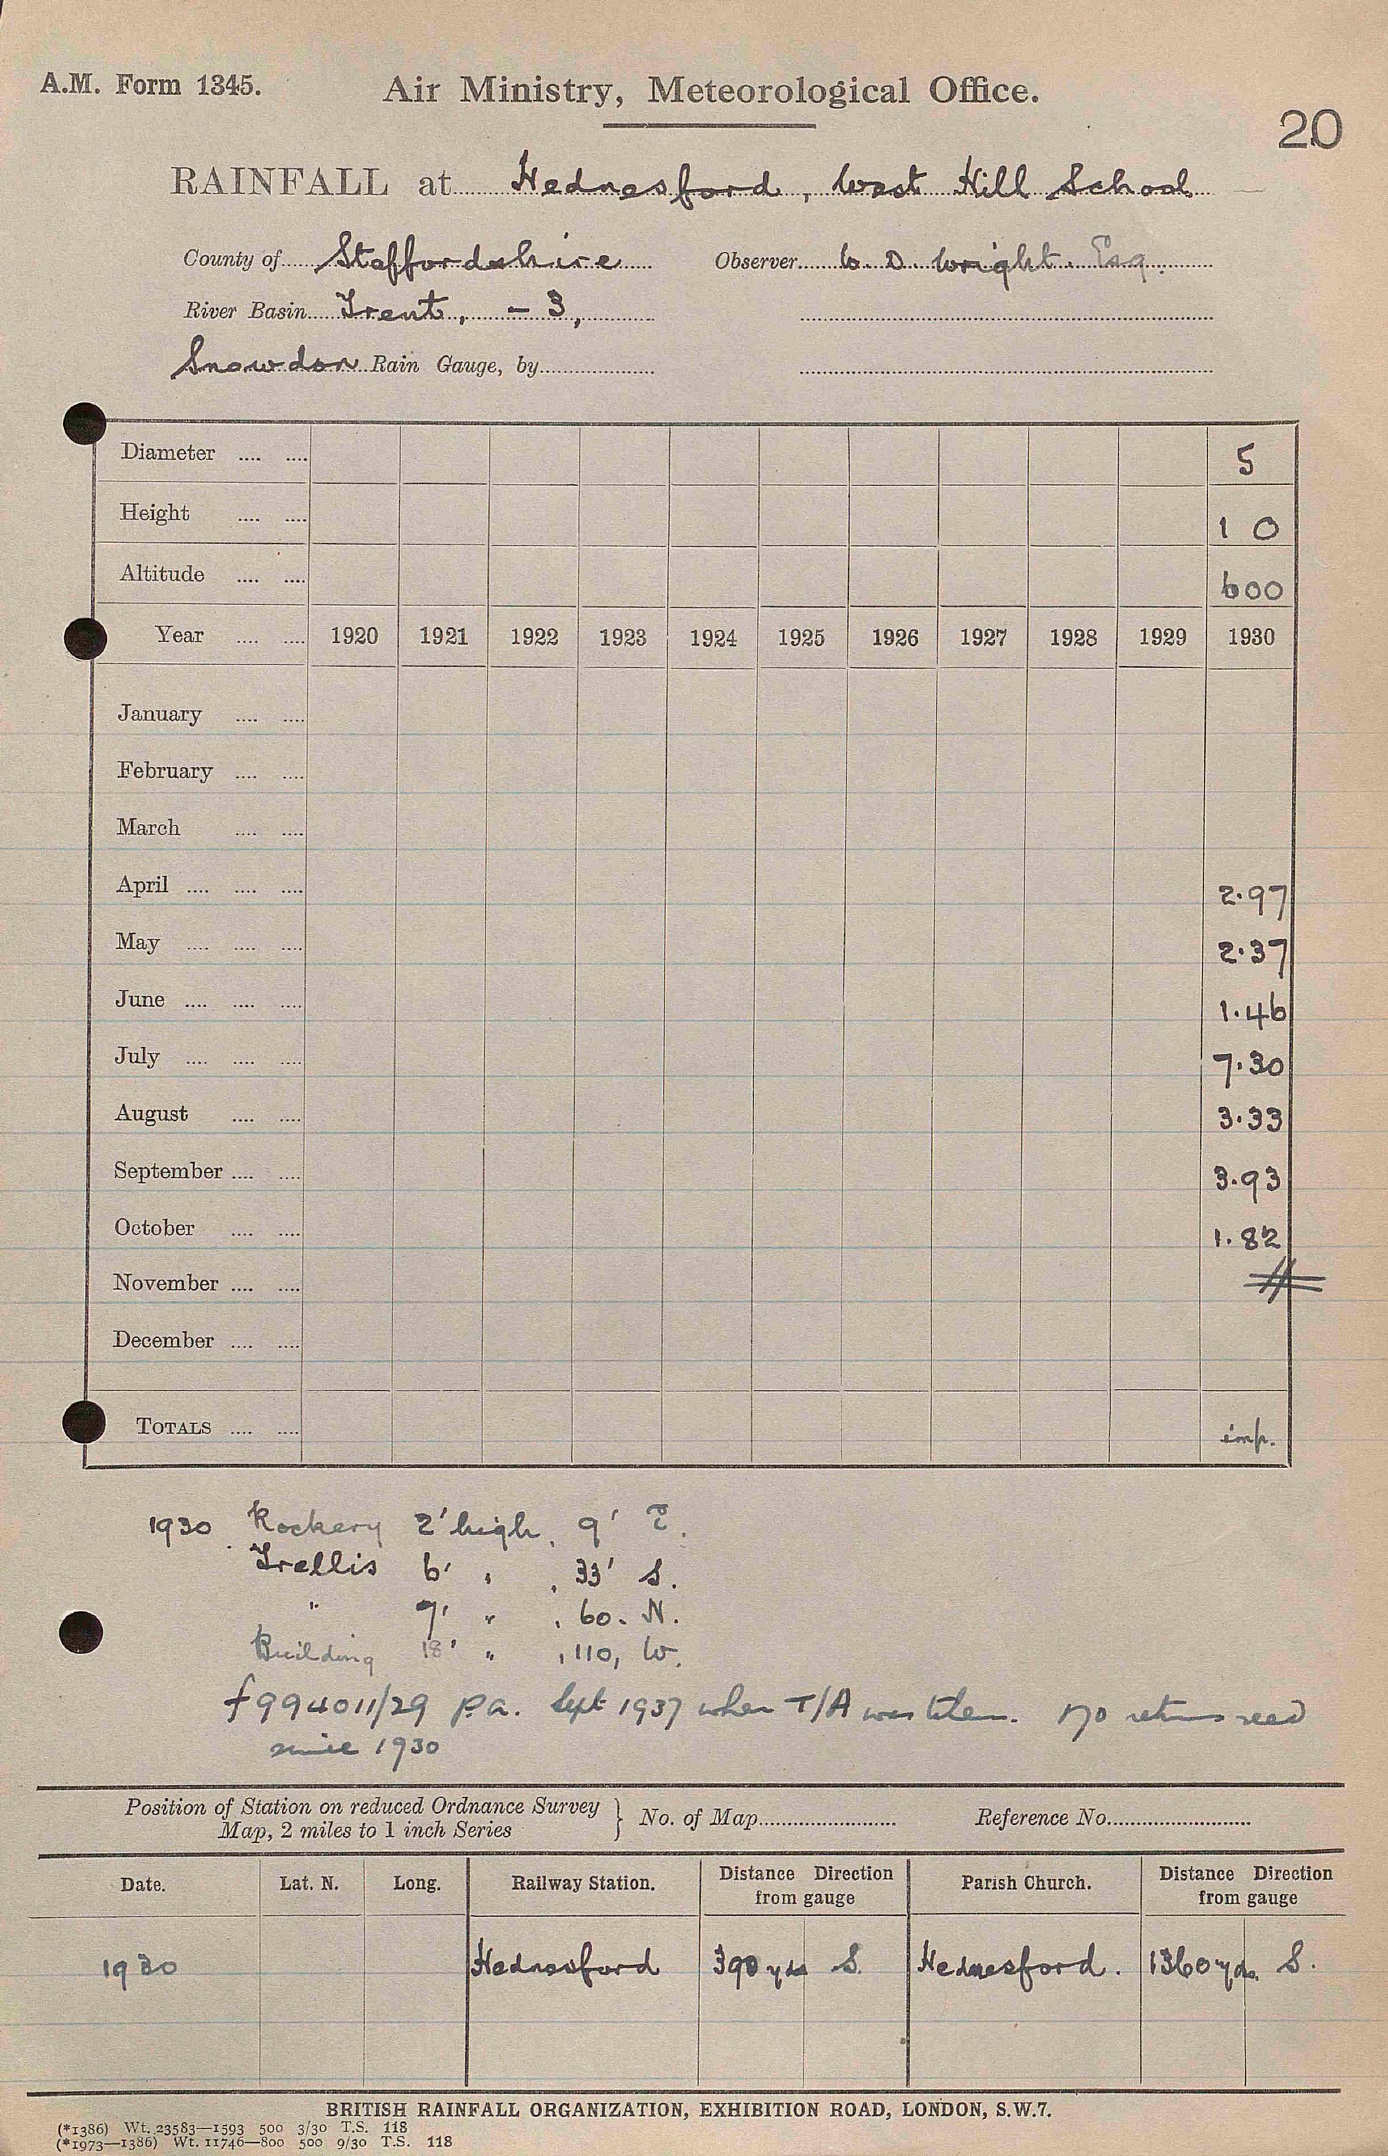 A.M. Form 1345.
Air Ministry, Meteorological Office.
20
RAINFALL at Hednesford, West Hill School
County of Staffordshire Observer W. D. Wright. Esq.
River Basin Trent, - 3,
Snowdon Rain Gauge, by
Diameter 5
Height 1 0
Altitude 600
Year 1920 1921 1922 1923 1924 1925 1926 1927 1928 1929 1930
January
February
March
April 2.97
May 2.37
June 1.46
July 7.30
August 3.33
September 3.93
October 1.82
November
December
TOTALS imp.
1930 Rockery 2' high, 9' E.
Trellis 6' " , 33' S.
" 7' " , 60. N.
Building 18' " , 110, W.
f994011/29 p.a. Sept 1937 when T/A was taken. No returns recd
since 1930
Position of Station on reduced Ordnance Survey
Map, 2 miles to 1 inch Series } No. of Map Reference No.
Date. Lat. N. Long. Railway Station. Distance Direction from gauge Parish Church. Distance Direction from gauge
1930 Hednesford 390 yds S. Hednesford. 1360 yds. S.
BRITISH RAINFALL ORGANIZATION, EXHIBITION ROAD, LONDON, S.W.7.
(*1386) Wt. 23583—1593 500 3/30 T.S. 118
(*1973—1386) Wt. 11746—800 500 9/30 T.S. 118